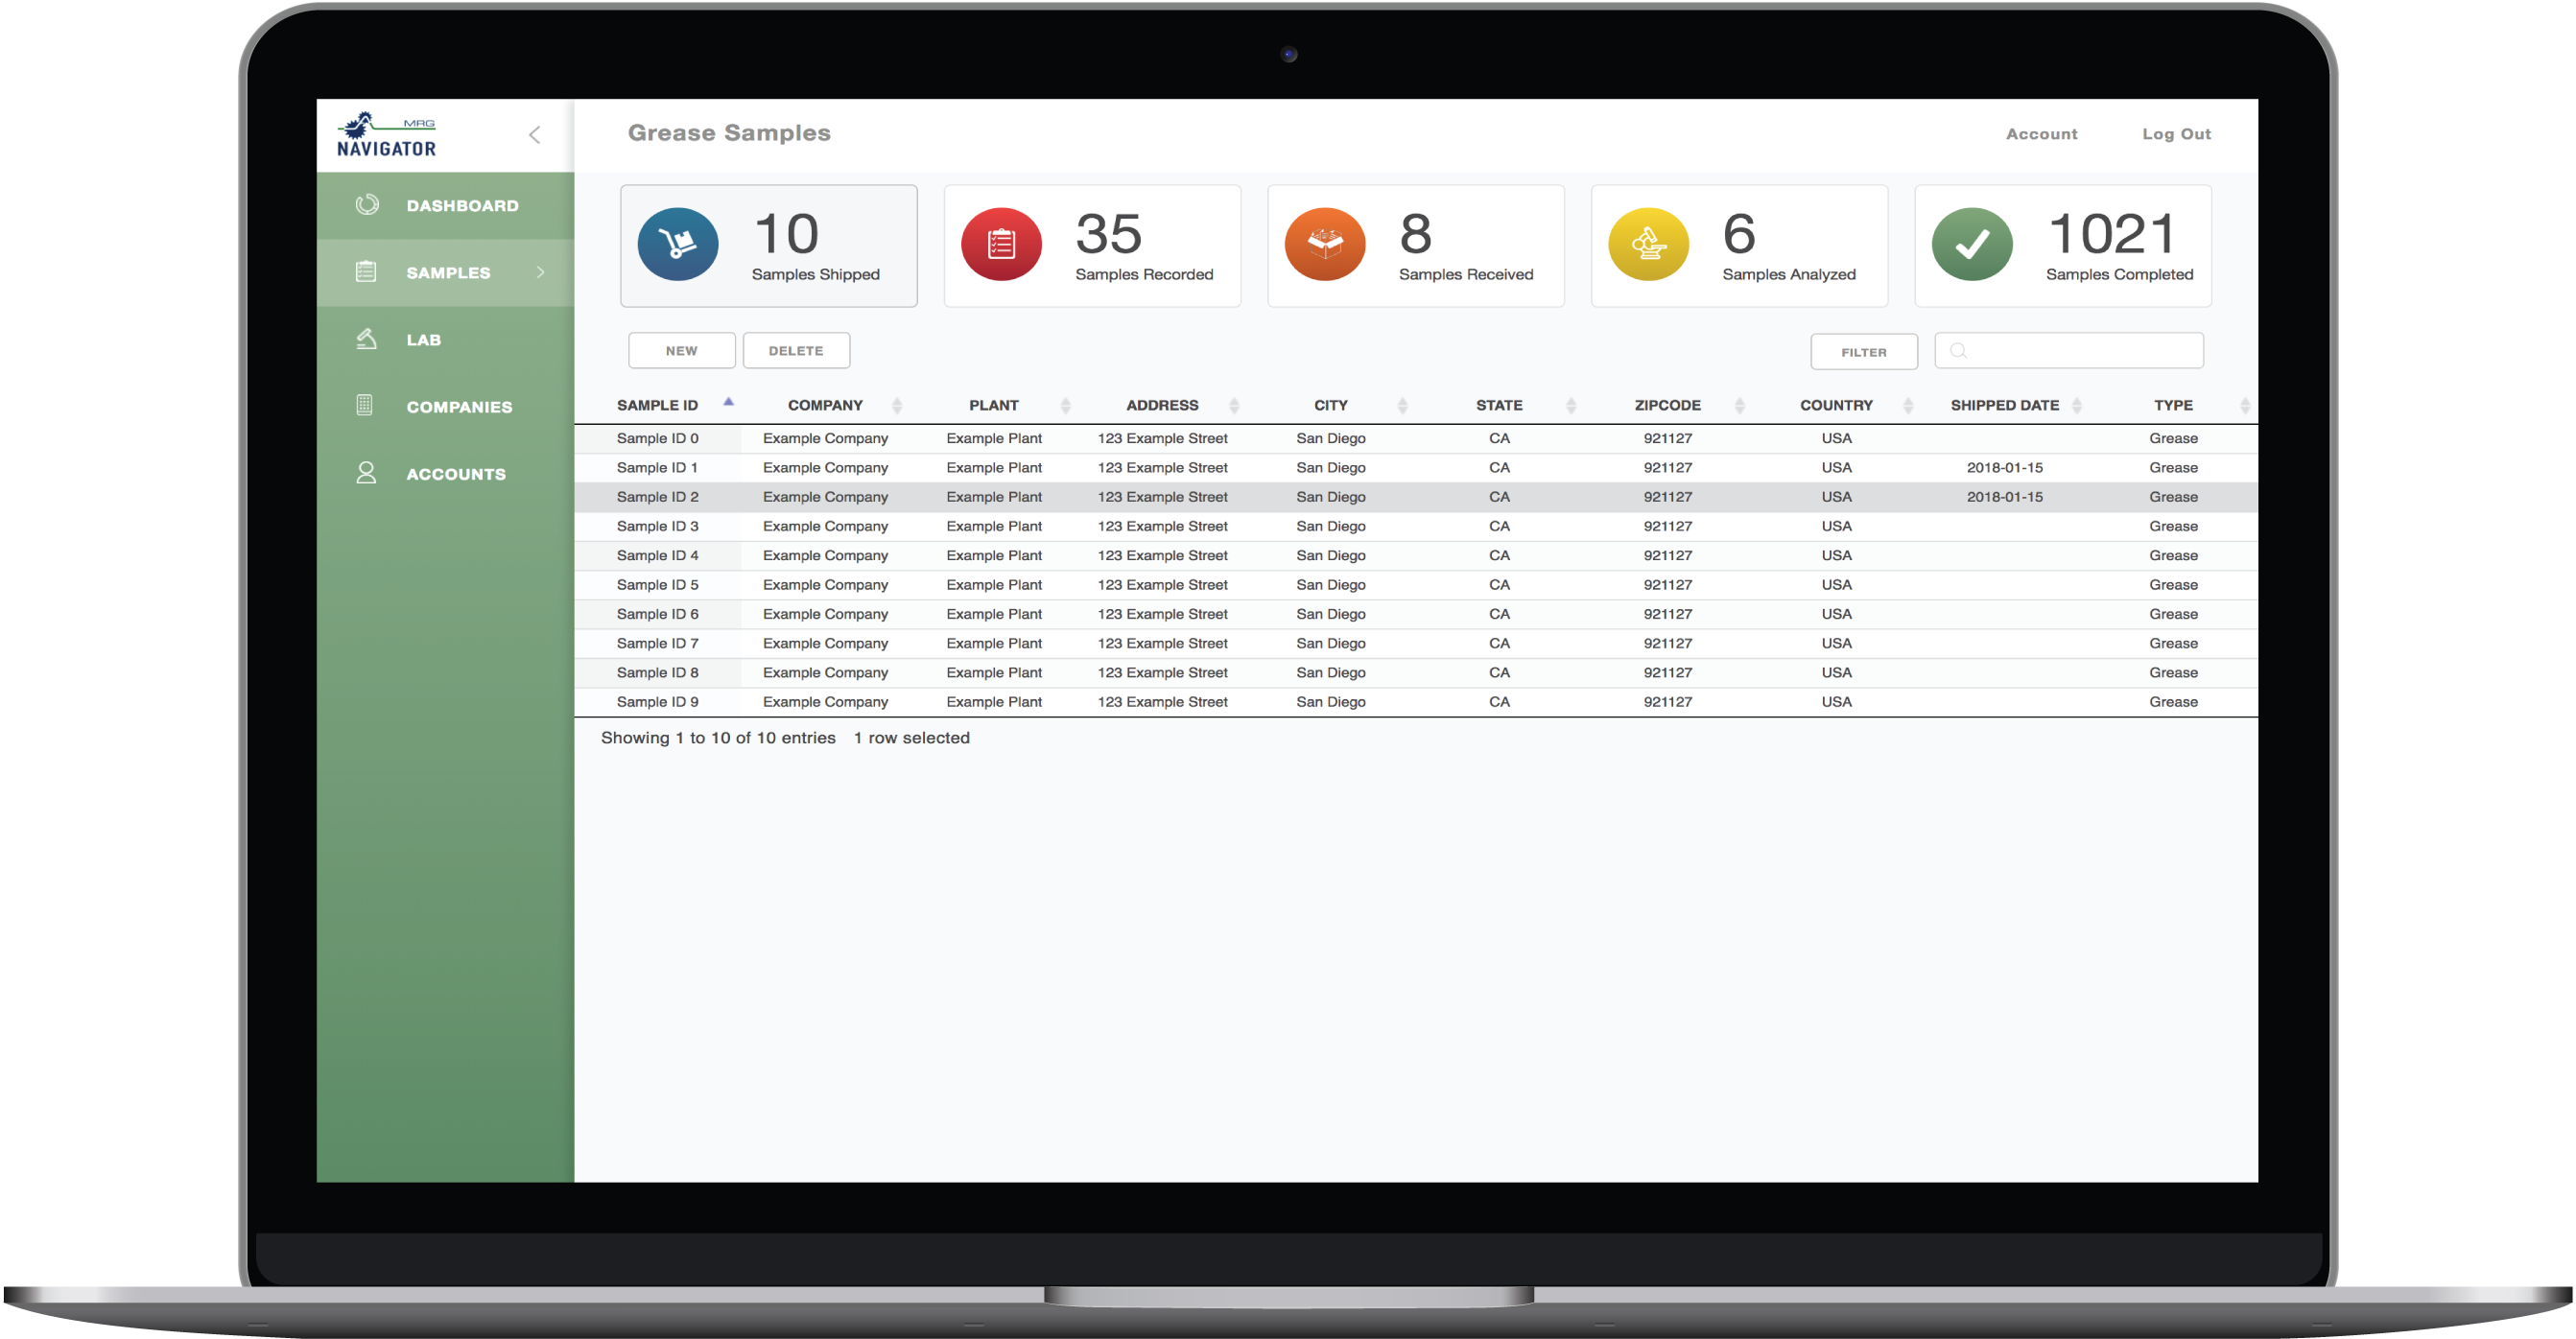 MRG
NAVIGATOR
Grease Samples
Account
Log Out
DASHBOARD
SAMPLES
LAB
COMPANIES
ACCOUNTS
10
Samples Shipped
35
Samples Recorded
8
Samples Received
6
Samples Analyzed
1021
Samples Completed
NEW
DELETE
FILTER
SAMPLE ID COMPANY PLANT ADDRESS CITY STATE ZIPCODE COUNTRY SHIPPED DATE TYPE
Sample ID 0 Example Company Example Plant 123 Example Street San Diego CA 921127 USA Grease
Sample ID 1 Example Company Example Plant 123 Example Street San Diego CA 921127 USA 2018-01-15 Grease
Sample ID 2 Example Company Example Plant 123 Example Street San Diego CA 921127 USA 2018-01-15 Grease
Sample ID 3 Example Company Example Plant 123 Example Street San Diego CA 921127 USA Grease
Sample ID 4 Example Company Example Plant 123 Example Street San Diego CA 921127 USA Grease
Sample ID 5 Example Company Example Plant 123 Example Street San Diego CA 921127 USA Grease
Sample ID 6 Example Company Example Plant 123 Example Street San Diego CA 921127 USA Grease
Sample ID 7 Example Company Example Plant 123 Example Street San Diego CA 921127 USA Grease
Sample ID 8 Example Company Example Plant 123 Example Street San Diego CA 921127 USA Grease
Sample ID 9 Example Company Example Plant 123 Example Street San Diego CA 921127 USA Grease
Showing 1 to 10 of 10 entries 1 row selected